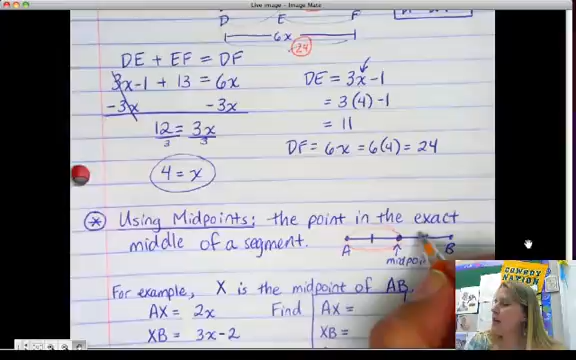 Live image - Image Mate
D E F
6x
24
DE + EF = DF
3x-1 + 13 = 6x
-3x -3x
12 = 3x
3 3
4 = x
DE = 3x-1
= 3(4)-1
= 11
DF = 6x = 6(4) = 24
* Using Midpoints: the point in the exact
middle of a segment.
A B
For example, X is the midpoint of AB.
AX = 2x Find AX =
XB = 3x-2 XB =
COWBOY
NATION